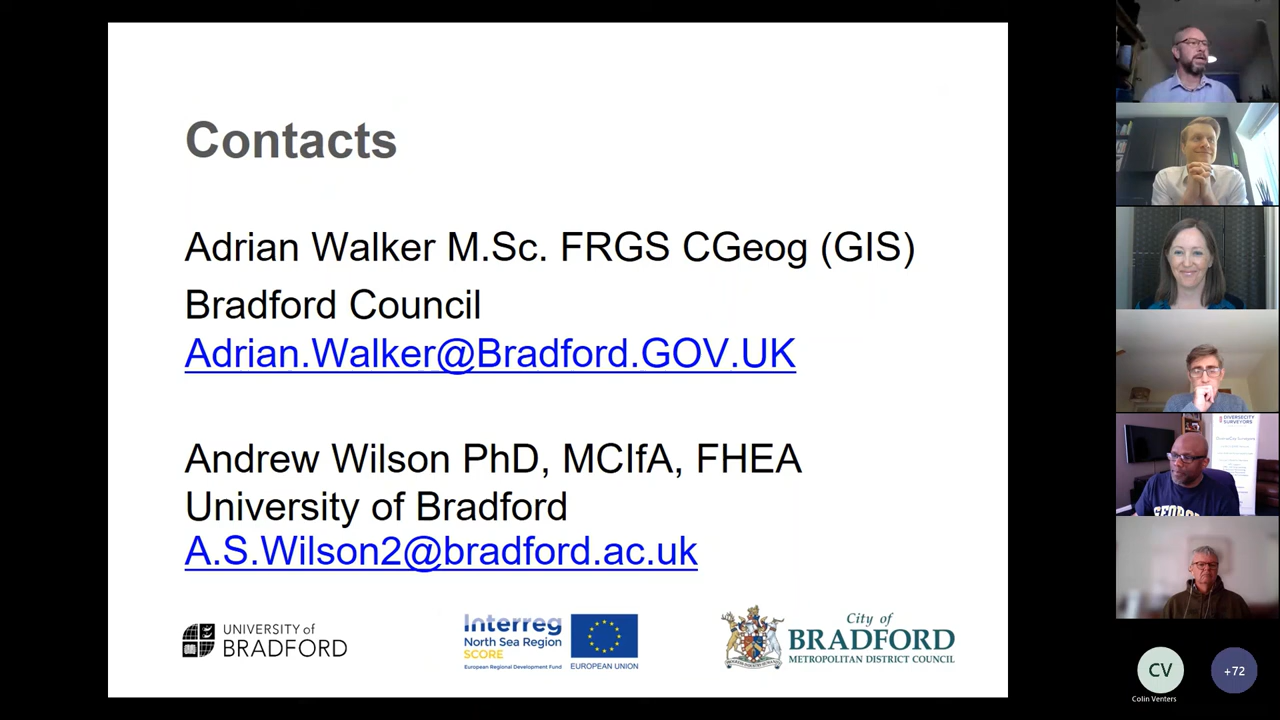 Contacts
Adrian Walker M.Sc. FRGS CGeog (GIS)
Bradford Council
Adrian.Walker@Bradford.GOV.UK
Andrew Wilson PhD, MCIfA, FHEA
University of Bradford
A.S.Wilson2@bradford.ac.uk
UNIVERSITY of
BRADFORD
Interreg
North Sea Region
SCORE
European Regional Development Fund
EUROPEAN UNION
City of
BRADFORD
METROPOLITAN DISTRICT COUNCIL
DIVERSECITY
SURVEYORS
CV
Colin Venters
+72